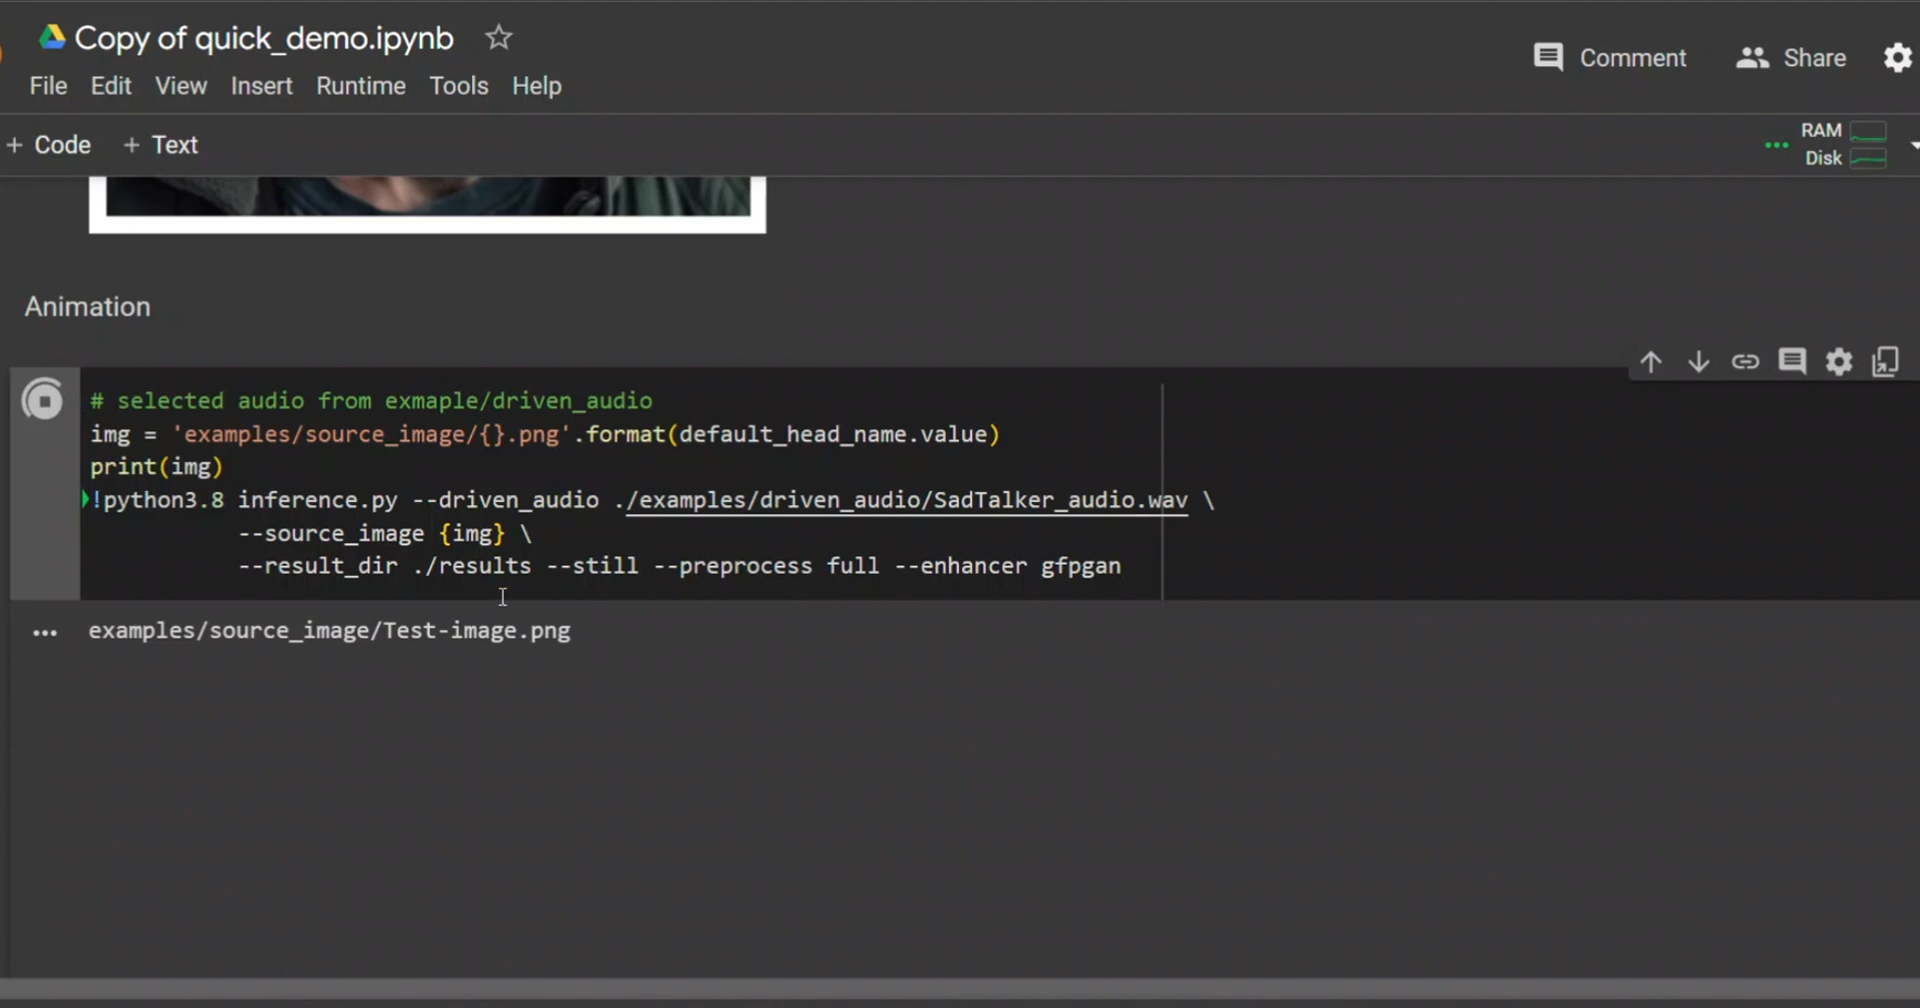 Copy of quick_demo.ipynb
Comment Share
File Edit View Insert Runtime Tools Help
+ Code + Text
RAM
Disk
Animation
# selected audio from exmaple/driven_audio
img = 'examples/source_image/{}.png'.format(default_head_name.value)
print(img)
!python3.8 inference.py --driven_audio ./examples/driven_audio/SadTalker_audio.wav \
--source_image {img} \
--result_dir ./results --still --preprocess full --enhancer gfpgan
examples/source_image/Test-image.png